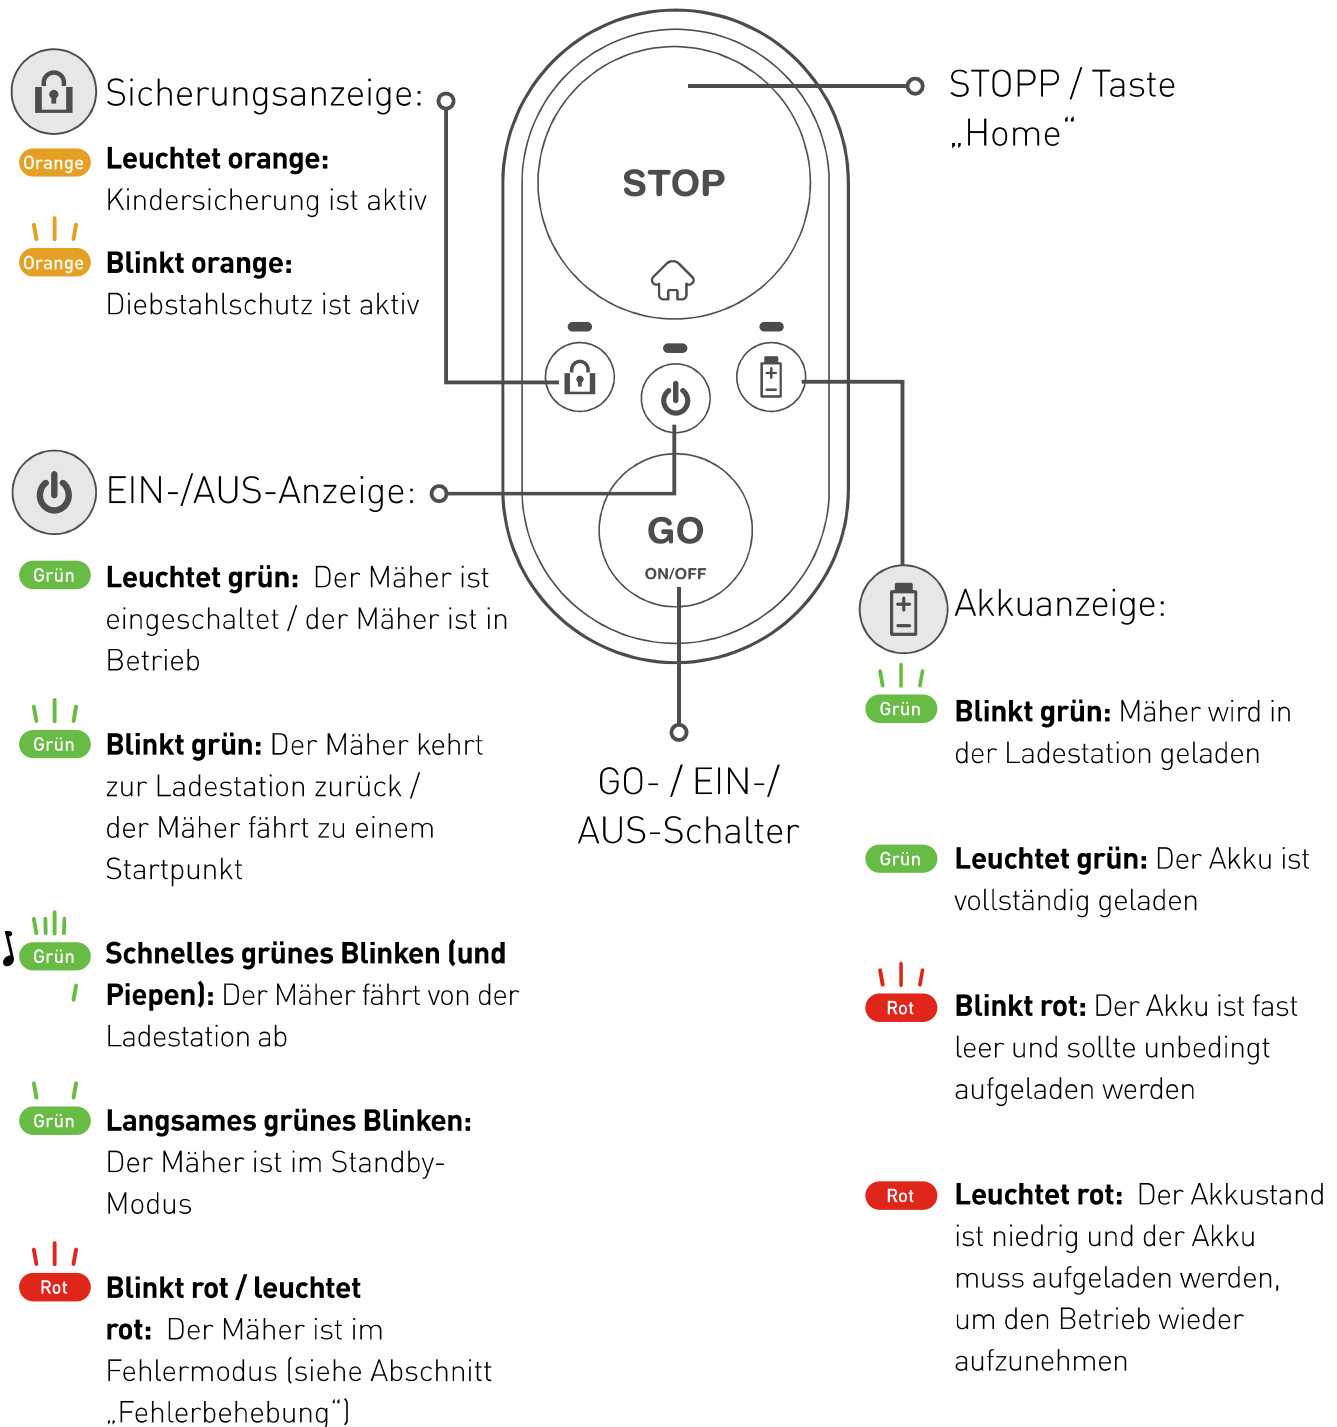 Sicherungsanzeige:
Orange
Leuchtet orange:
Kindersicherung ist aktiv
Orange
Blinkt orange:
Diebstahlschutz ist aktiv
STOPP / Taste
„Home“
STOP
EIN-/AUS-Anzeige:
GO
ON/OFF
GO- / EIN-/
AUS-Schalter
Grün
Leuchtet grün: Der Mäher ist
eingeschaltet / der Mäher ist in
Betrieb
Grün
Blinkt grün: Der Mäher kehrt
zur Ladestation zurück /
der Mäher fährt zu einem
Startpunkt
Grün
Schnelles grünes Blinken (und
Piepen): Der Mäher fährt von der
Ladestation ab
Grün
Langsames grünes Blinken:
Der Mäher ist im Standby-
Modus
Rot
Blinkt rot / leuchtet
rot: Der Mäher ist im
Fehlermodus (siehe Abschnitt
„Fehlerbehebung“)
Akkuanzeige:
Grün
Blinkt grün: Mäher wird in
der Ladestation geladen
Grün
Leuchtet grün: Der Akku ist
vollständig geladen
Rot
Blinkt rot: Der Akku ist fast
leer und sollte unbedingt
aufgeladen werden
Rot
Leuchtet rot: Der Akkustand
ist niedrig und der Akku
muss aufgeladen werden,
um den Betrieb wieder
aufzunehmen